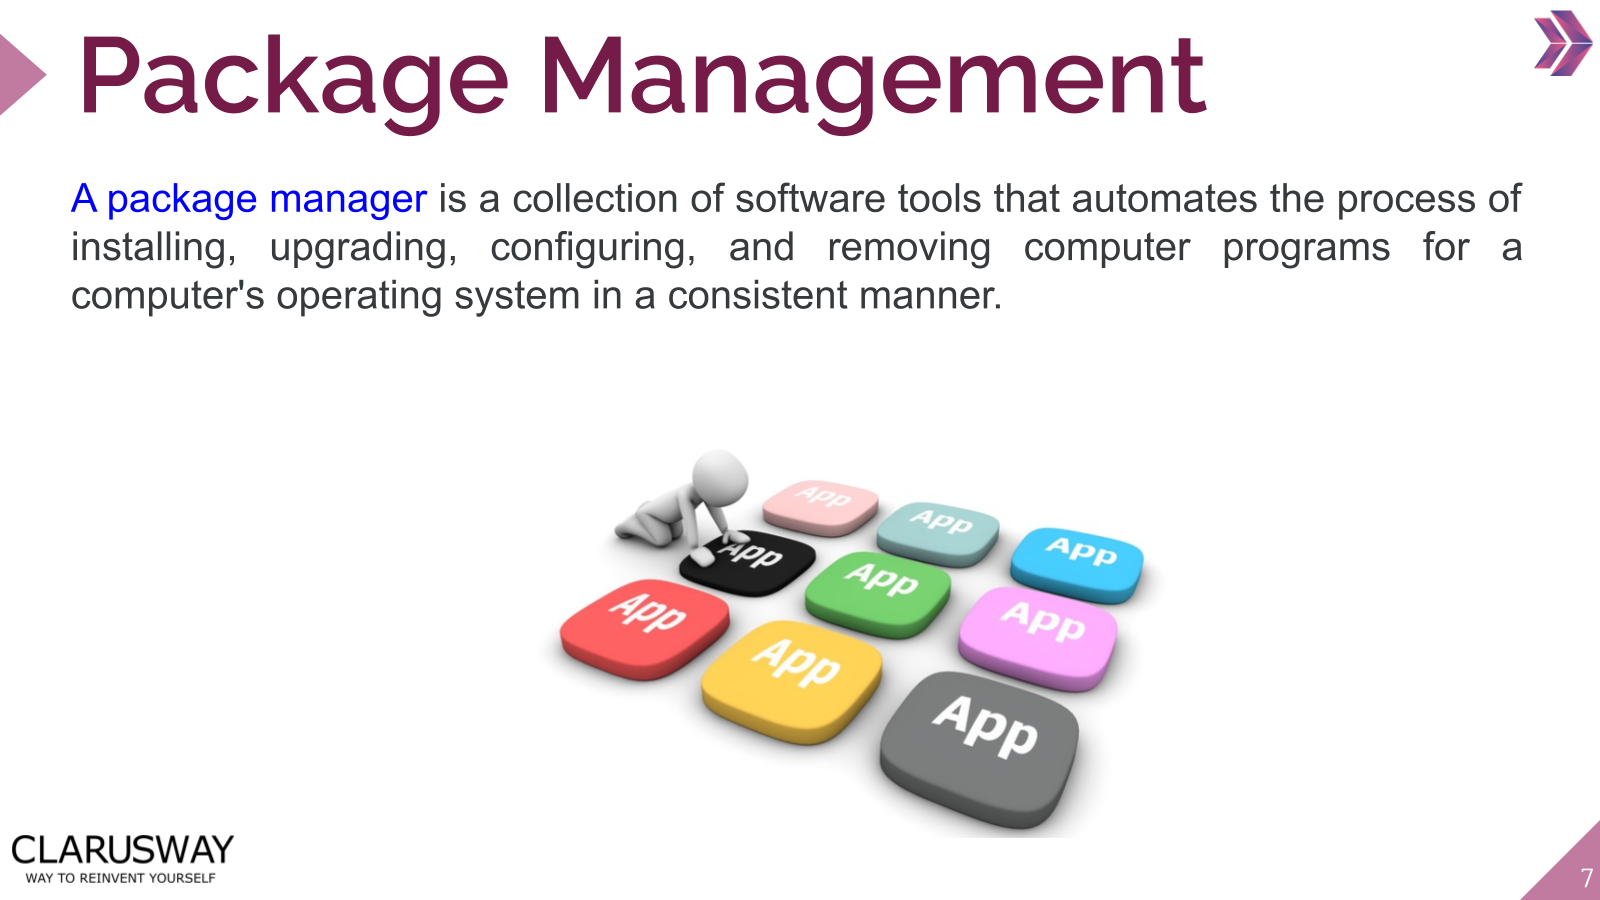 Package Management
A package manager is a collection of software tools that automates the process of
installing, upgrading, configuring, and removing computer programs for a
computer's operating system in a consistent manner.
App
App
App
App
App
App
App
App
App
CLARUSWAY
WAY TO REINVENT YOURSELF
7